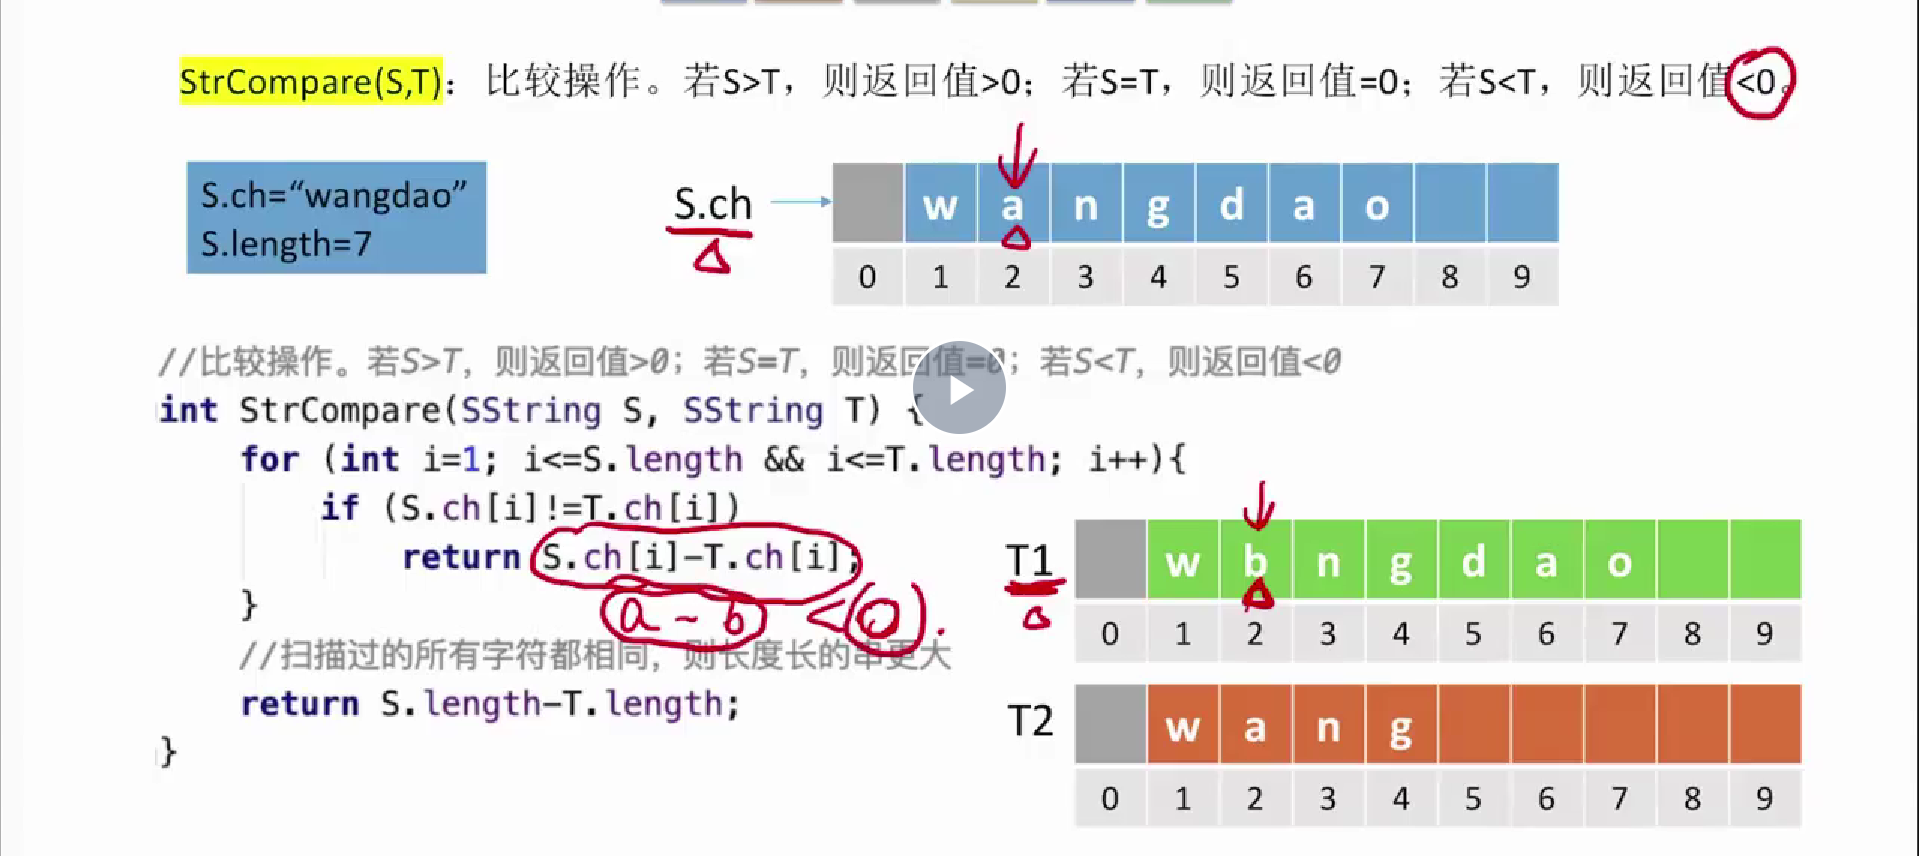 StrCompare(S,T)：比较操作。若S>T，则返回值>0；若S=T，则返回值=0；若S<T，则返回值<0。
S.ch=“wangdao”
S.length=7
S.ch
w a n g d a o
0 1 2 3 4 5 6 7 8 9
//比较操作。若S>T，则返回值>0；若S=T，则返回值=0；若S<T，则返回值<0
int StrCompare(SString S, SString T) {
for (int i=1; i<=S.length && i<=T.length; i++){
if (S.ch[i]!=T.ch[i])
return S.ch[i]-T.ch[i];
}
a - b < 0
//扫描过的所有字符都相同，则长度长的串更大
return S.length-T.length;
}
T1
w b n g d a o
0 1 2 3 4 5 6 7 8 9
T2
w a n g
0 1 2 3 4 5 6 7 8 9